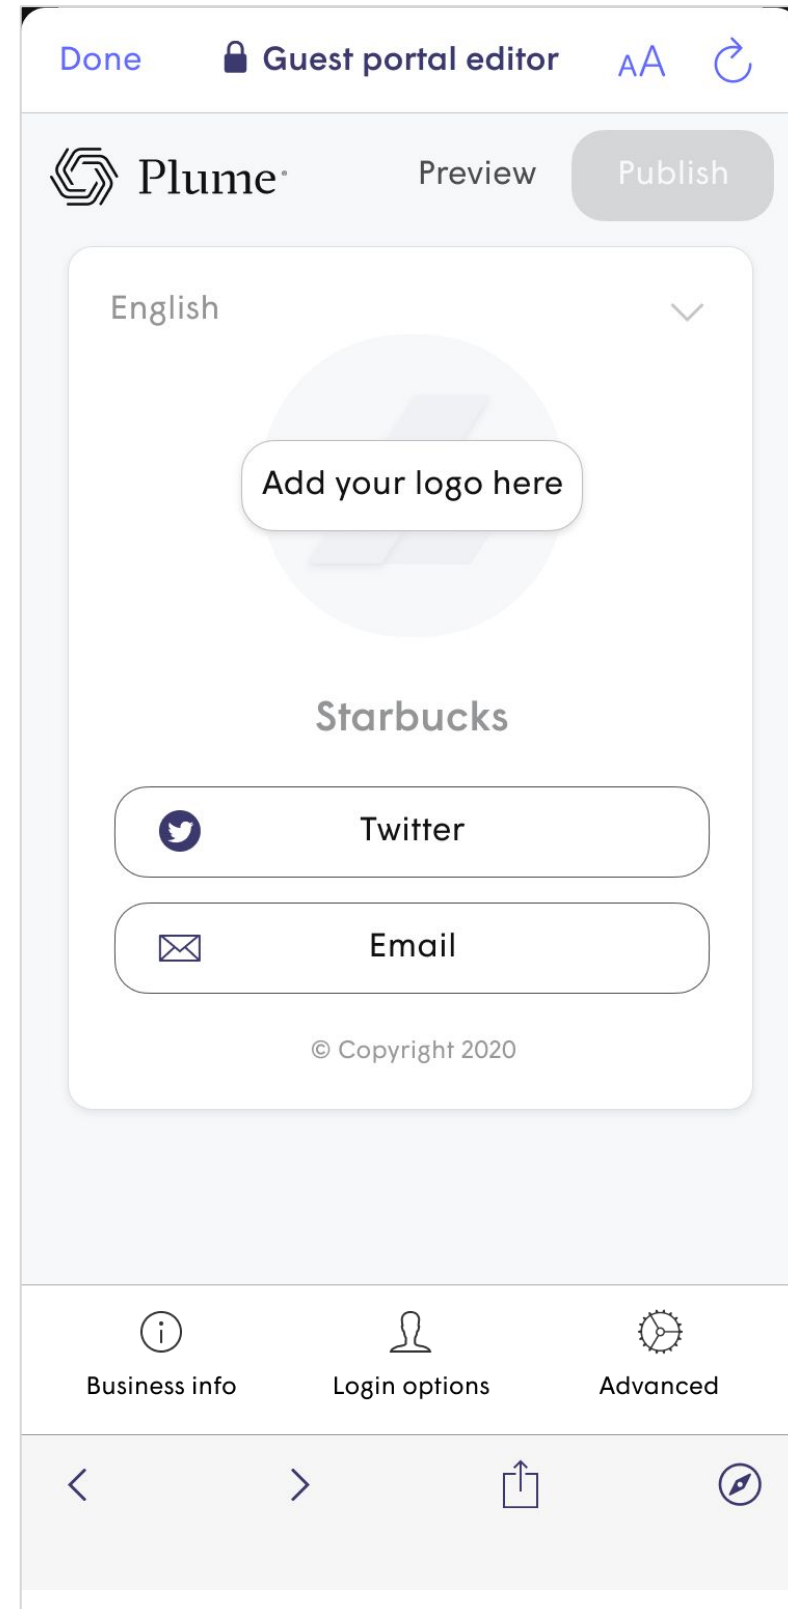 Done Guest portal editor AA
Plume Preview Publish
English
Add your logo here
Starbucks
Twitter
Email
© Copyright 2020
Business info Login options Advanced